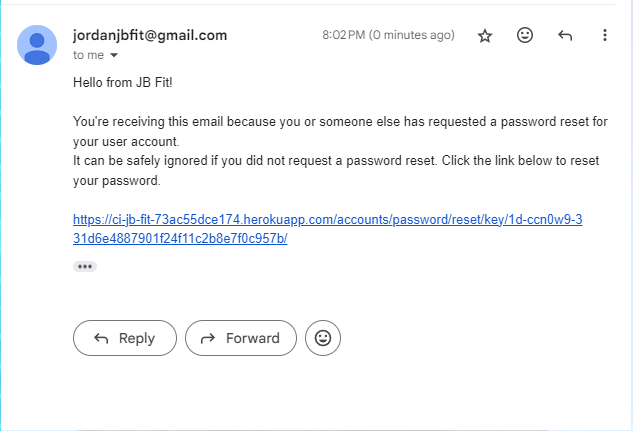 jordanjbfit@gmail.com
8:02 PM (0 minutes ago)
to me
Hello from JB Fit!
You're receiving this email because you or someone else has requested a password reset for
your user account.
It can be safely ignored if you did not request a password reset. Click the link below to reset
your password.
https://ci-jb-fit-73ac55dce174.herokuapp.com/accounts/password/reset/key/1d-ccn0w9-3
31d6e4887901f24f11c2b8e7f0c957b/
Reply
Forward